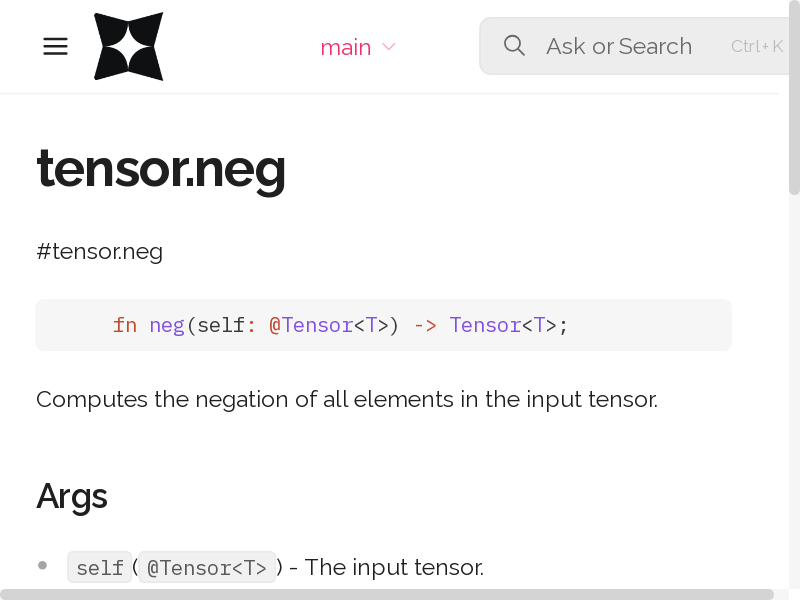 main
Ask or Search
Ctrl+K
tensor.neg
#tensor.neg
fn neg(self: @Tensor<T>) -> Tensor<T>;
Computes the negation of all elements in the input tensor.
Args
self(@Tensor<T>) - The input tensor.